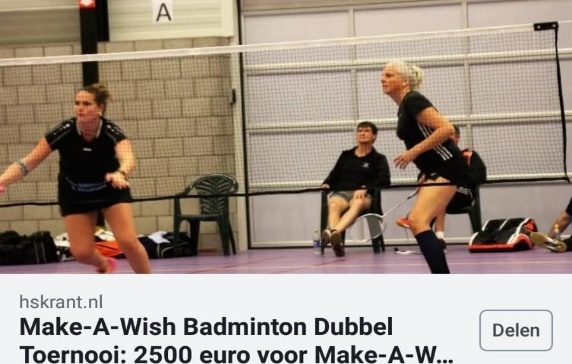 A
hskrant.nl
Make-A-Wish Badminton Dubbel
Toernooi: 2500 euro voor Make-A-W...
Delen